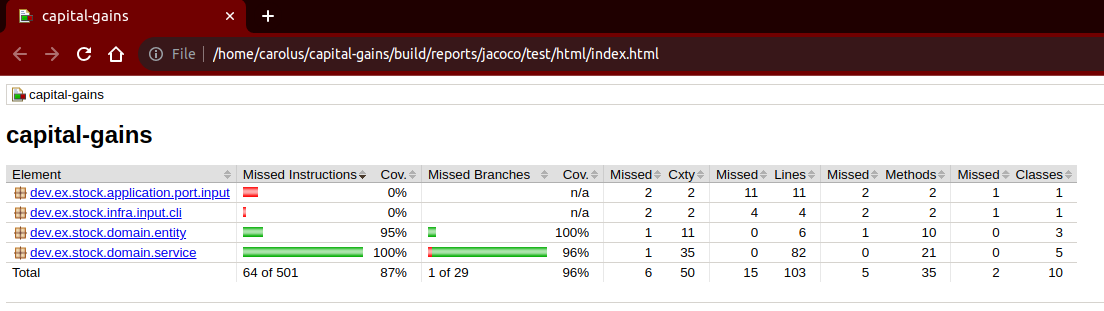 capital-gains
File /home/carolus/capital-gains/build/reports/jacoco/test/html/index.html
capital-gains
capital-gains
Element Missed Instructions Cov. Missed Branches Cov. Missed Cxty Missed Lines Missed Methods Missed Classes
dev.ex.stock.application.port.input 0% n/a 2 2 11 11 2 2 1 1
dev.ex.stock.infra.input.cli 0% n/a 2 2 4 4 2 2 1 1
dev.ex.stock.domain.entity 95% 100% 1 11 0 6 1 10 0 3
dev.ex.stock.domain.service 100% 96% 1 35 0 82 0 21 0 5
Total 64 of 501 87% 1 of 29 96% 6 50 15 103 5 35 2 10